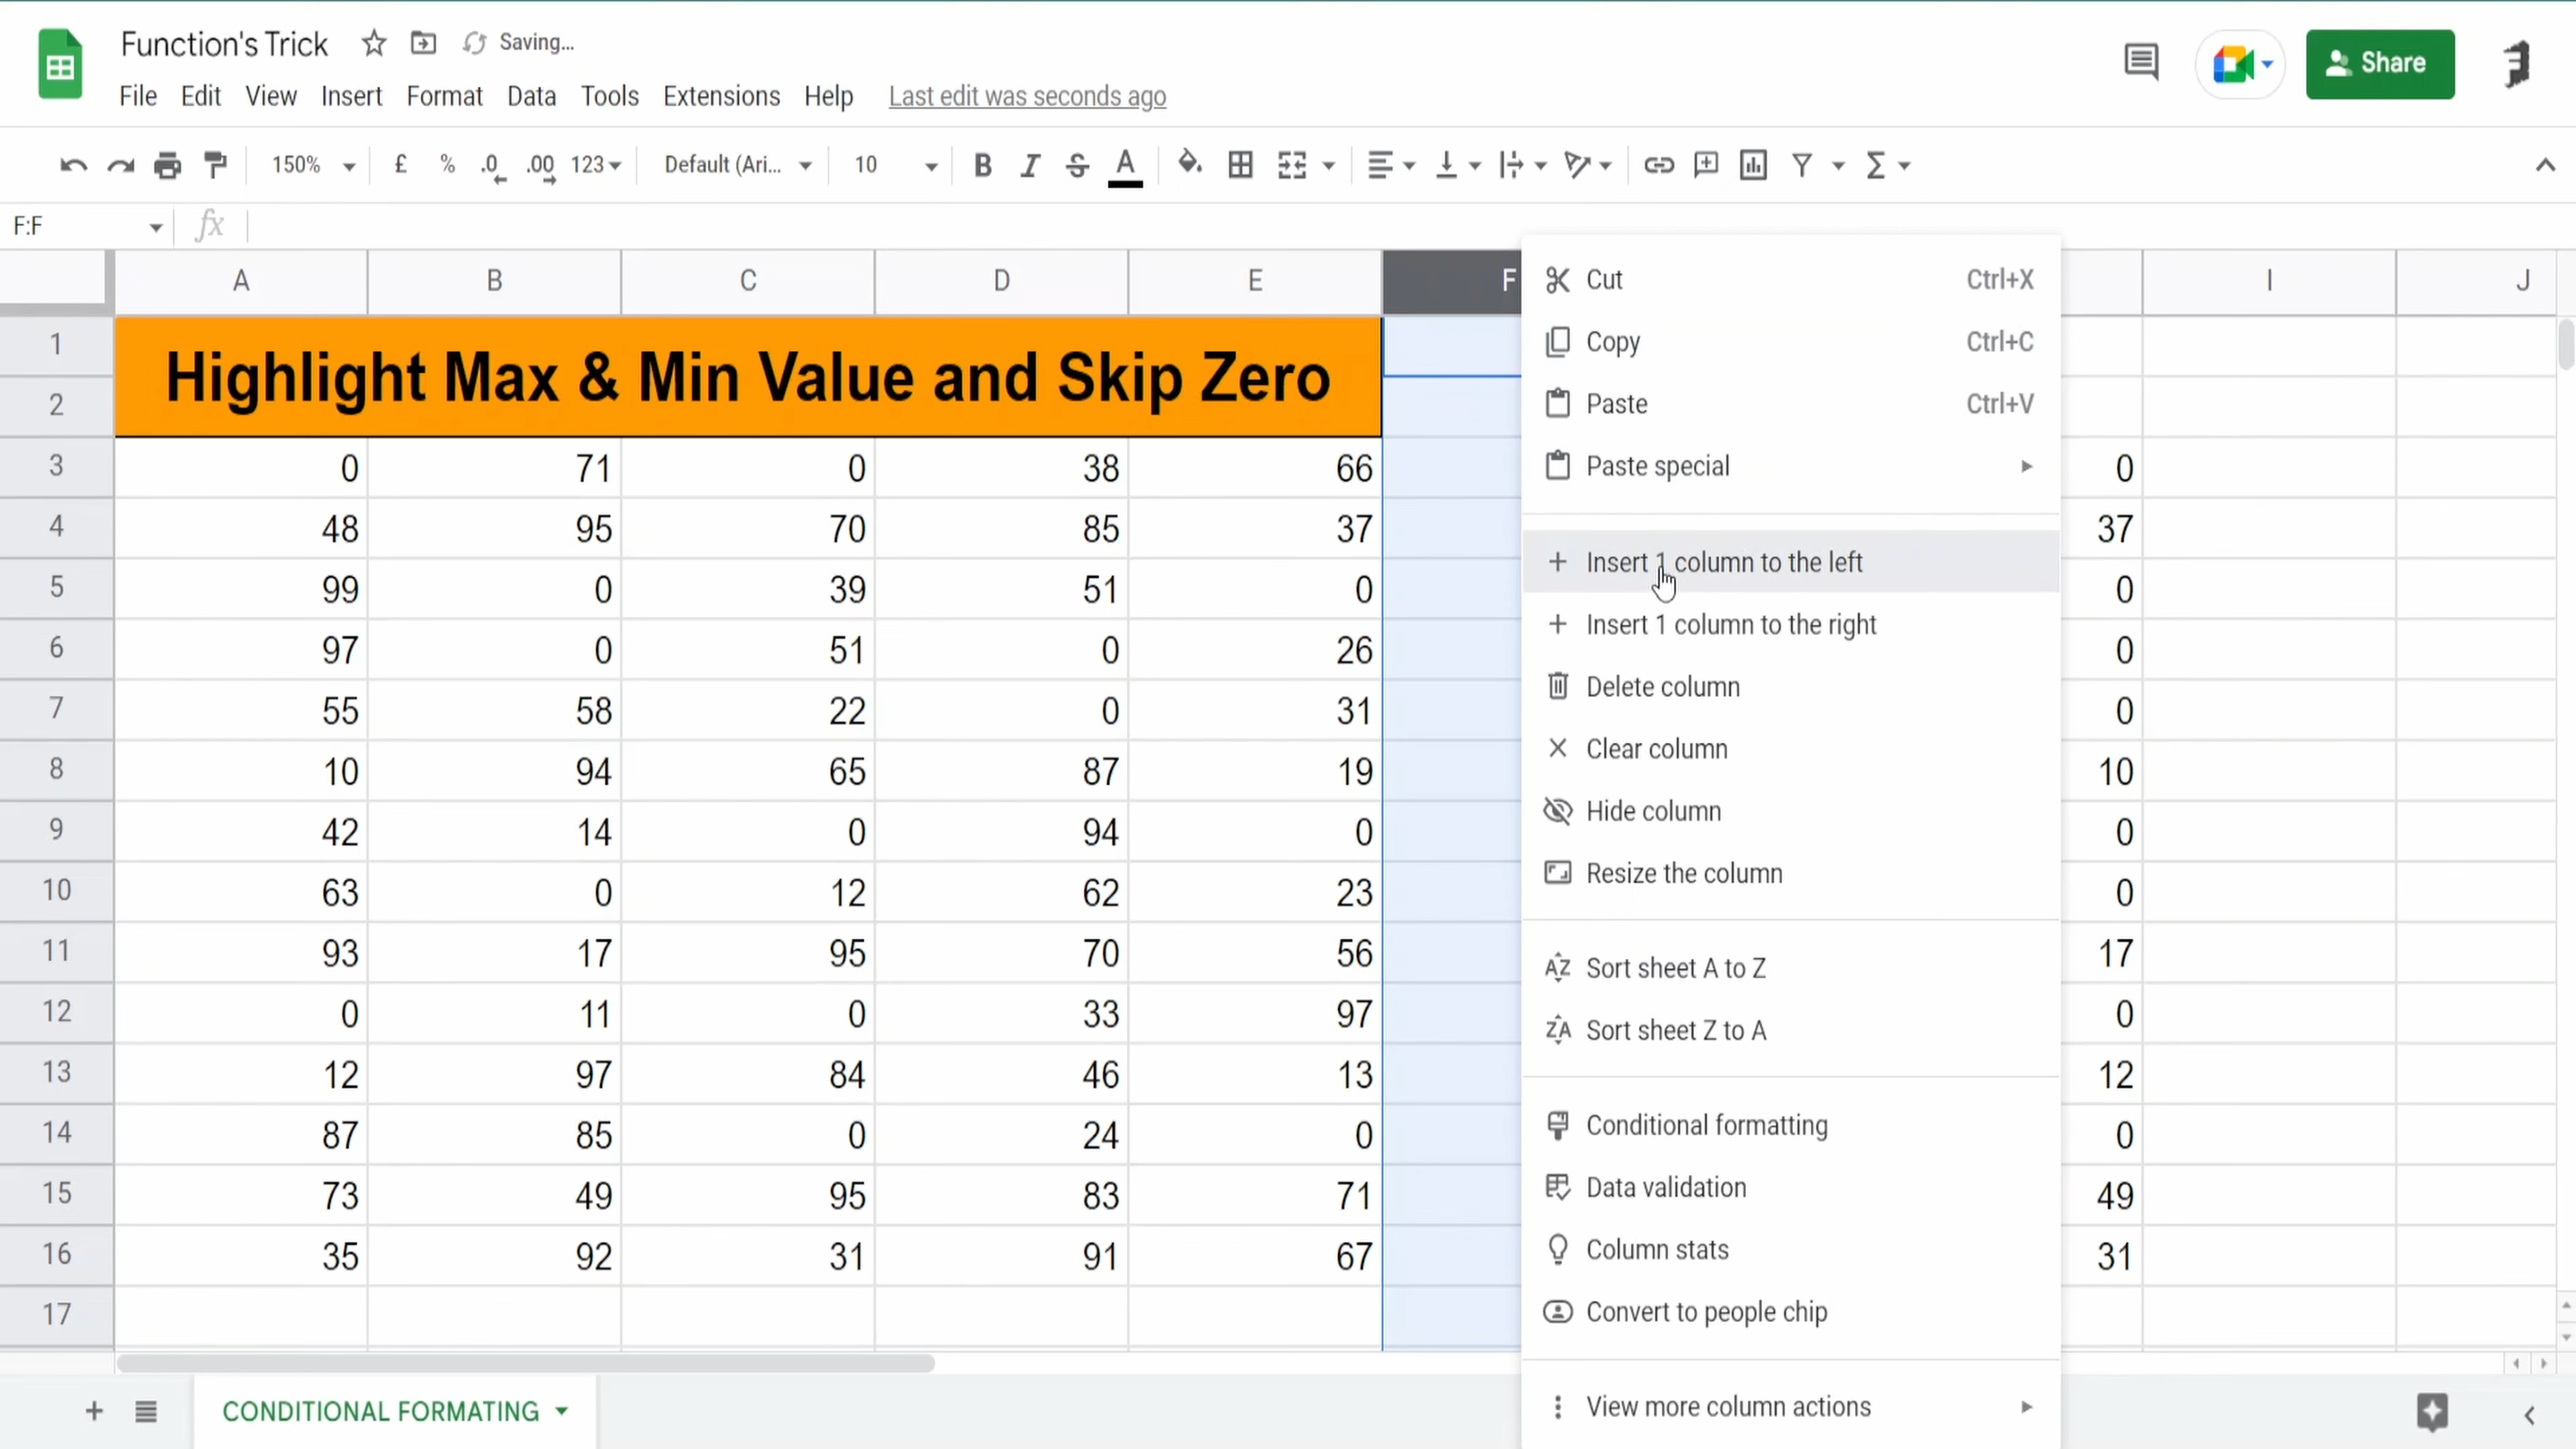 Function's Trick Saving...
File Edit View Insert Format Data Tools Extensions Help Last edit was seconds ago
Share
150% £ % .0 .00 123 Default (Ari... 10 B I S A Σ
F:F fx
A B C D E F I J
1 Highlight Max & Min Value and Skip Zero
2
3 0 71 0 38 66 0
4 48 95 70 85 37 37
5 99 0 39 51 0 0
6 97 0 51 0 26 0
7 55 58 22 0 31 0
8 10 94 65 87 19 10
9 42 14 0 94 0 0
10 63 0 12 62 23 0
11 93 17 95 70 56 17
12 0 11 0 33 97 0
13 12 97 84 46 13 12
14 87 85 0 24 0 0
15 73 49 95 83 71 49
16 35 92 31 91 67 31
17
Cut Ctrl+X
Copy Ctrl+C
Paste Ctrl+V
Paste special
Insert 1 column to the left
Insert 1 column to the right
Delete column
Clear column
Hide column
Resize the column
Sort sheet A to Z
Sort sheet Z to A
Conditional formatting
Data validation
Column stats
Convert to people chip
View more column actions
CONDITIONAL FORMATING